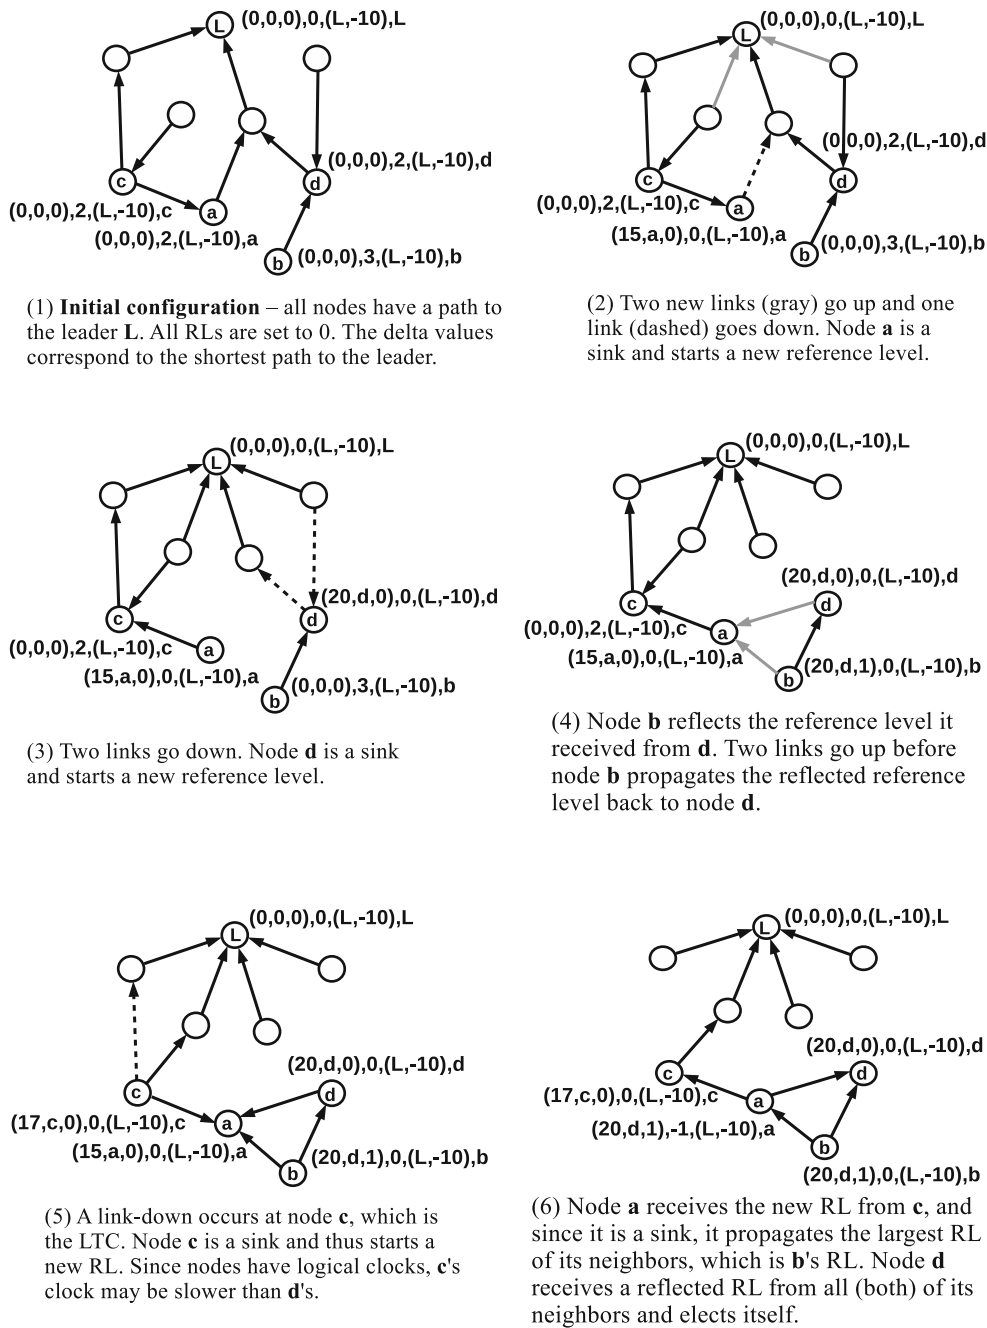 L (0,0,0),0,(L,-10),L
(0,0,0),2,(L,-10),d
c
d
(0,0,0),2,(L,-10),c
a
(0,0,0),2,(L,-10),a
b (0,0,0),3,(L,-10),b
(1) Initial configuration – all nodes have a path to
the leader L. All RLs are set to 0. The delta values
correspond to the shortest path to the leader.
(0,0,0),0,(L,-10),L
L
(0,0,0),2,(L,-10),d
c
d
(0,0,0),2,(L,-10),c
a
(15,a,0),0,(L,-10),a
b (0,0,0),3,(L,-10),b
(2) Two new links (gray) go up and one
link (dashed) goes down. Node a is a
sink and starts a new reference level.
(0,0,0),0,(L,-10),L
L
(20,d,0),0,(L,-10),d
c
d
(0,0,0),2,(L,-10),c
a
(15,a,0),0,(L,-10),a
b (0,0,0),3,(L,-10),b
(3) Two links go down. Node d is a sink
and starts a new reference level.
(0,0,0),0,(L,-10),L
L
(20,d,0),0,(L,-10),d
c
d
(0,0,0),2,(L,-10),c
a
(15,a,0),0,(L,-10),a
b (20,d,1),0,(L,-10),b
(4) Node b reflects the reference level it
received from d. Two links go up before
node b propagates the reflected reference
level back to node d.
(0,0,0),0,(L,-10),L
L
(20,d,0),0,(L,-10),d
c
d
(17,c,0),0,(L,-10),c
a
(15,a,0),0,(L,-10),a
b (20,d,1),0,(L,-10),b
(5) A link-down occurs at node c, which is
the LTC. Node c is a sink and thus starts a
new RL. Since nodes have logical clocks, c's
clock may be slower than d's.
(0,0,0),0,(L,-10),L
L
(20,d,0),0,(L,-10),d
c
d
(17,c,0),0,(L,-10),c
a
(20,d,1),-1,(L,-10),a
b
(20,d,1),0,(L,-10),b
(6) Node a receives the new RL from c, and
since it is a sink, it propagates the largest RL
of its neighbors, which is b's RL. Node d
receives a reflected RL from all (both) of its
neighbors and elects itself.